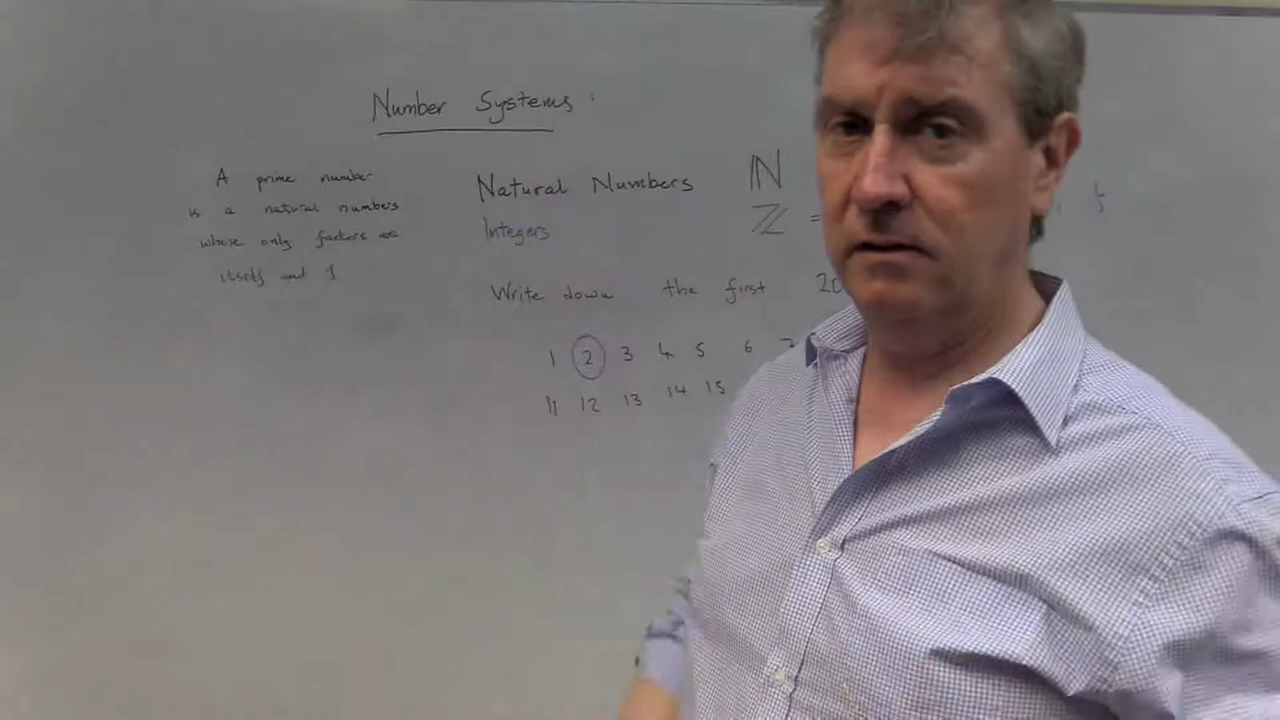 Number Systems:
A prime number
is a natural numbers
whose only factors are
itself and 1
Natural Numbers ℕ
Integers ℤ =
Write down the first 20
1 2 3 4 5 6 7
11 12 13 14 15